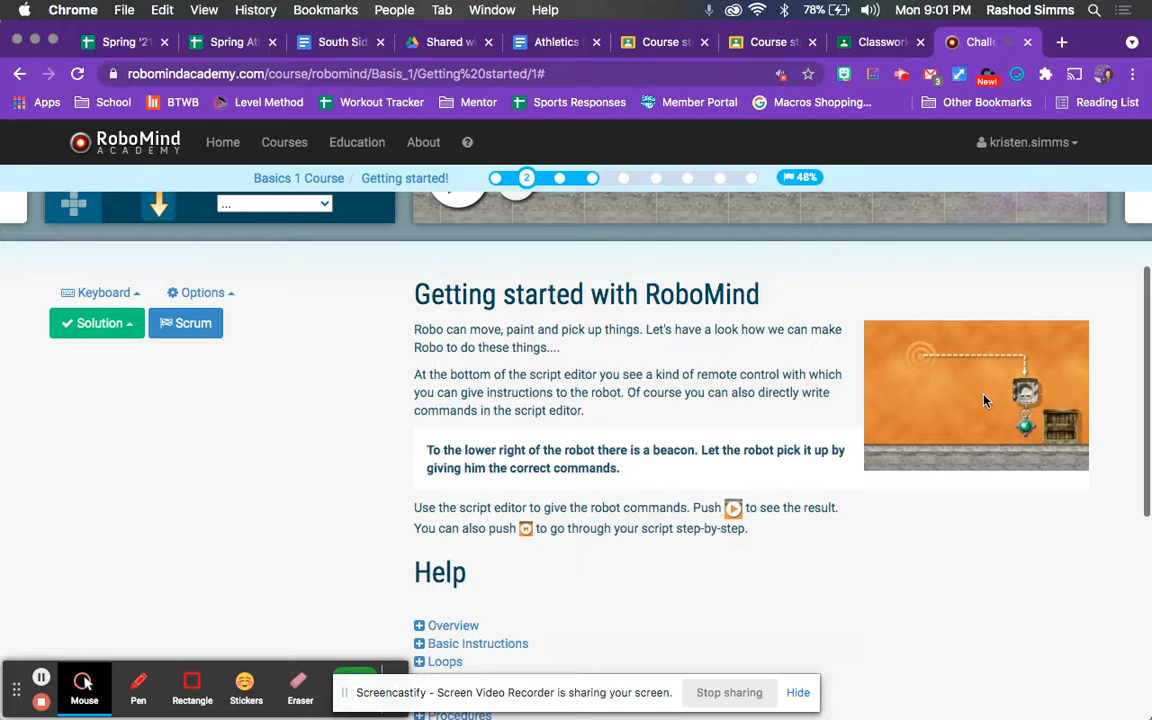 Chrome File Edit View History Bookmarks People Tab Window Help 78% Mon 9:01 PM Rashod Simms
Spring '21 Spring Ath South Sid Shared wi Athletics Course st Course st Classwork Challe
robomindacademy.com/course/robomind/Basis_1/Getting%20started/1#
3 New!
Apps School BTWB Level Method Workout Tracker Mentor Sports Responses Member Portal Macros Shopping... Other Bookmarks Reading List
ROBOMIND
ACADEMY
Home Courses Education About kristen.simms
Basics 1 Course / Getting started! 2 48%
...
Keyboard Options
Solution Scrum
Getting started with RoboMind
Robo can move, paint and pick up things. Let's have a look how we can make
Robo to do these things....
At the bottom of the script editor you see a kind of remote control with which
you can give instructions to the robot. Of course you can also directly write
commands in the script editor.
To the lower right of the robot there is a beacon. Let the robot pick it up by
giving him the correct commands.
Use the script editor to give the robot commands. Push to see the result.
You can also push to go through your script step-by-step.
Help
Overview
Basic Instructions
Loops
Procedures
Mouse Pen Rectangle Stickers Eraser
Screencastify - Screen Video Recorder is sharing your screen. Stop sharing Hide